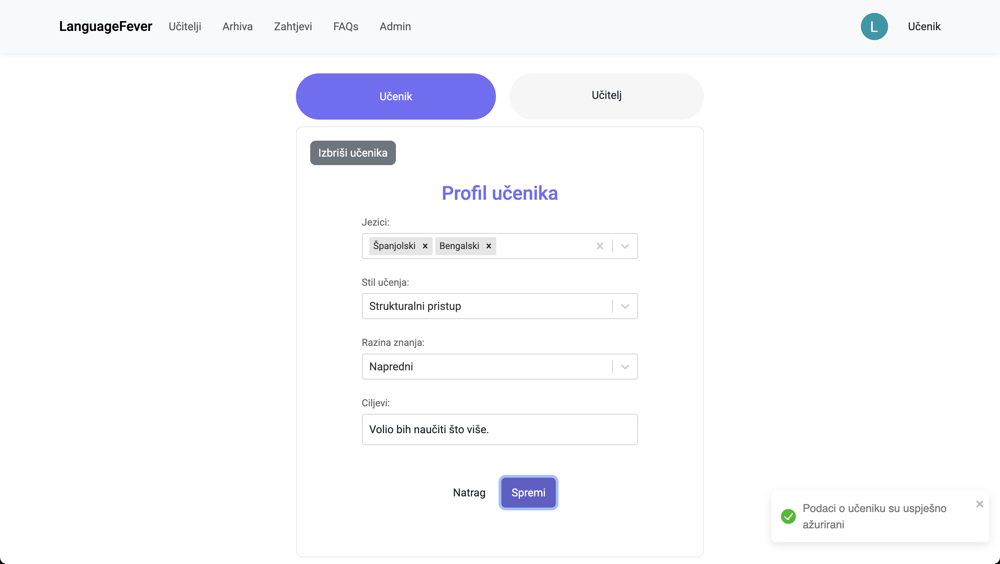 LanguageFever Učitelji Arhiva Zahtjevi FAQs Admin L Učenik
Učenik Učitelj
Izbriši učenika
Profil učenika
Jezici:
Španjolski Bengalski
Stil učenja:
Strukturalni pristup
Razina znanja:
Napredni
Ciljevi:
Volio bih naučiti što više.
Natrag Spremi
Podaci o učeniku su uspješno
ažurirani